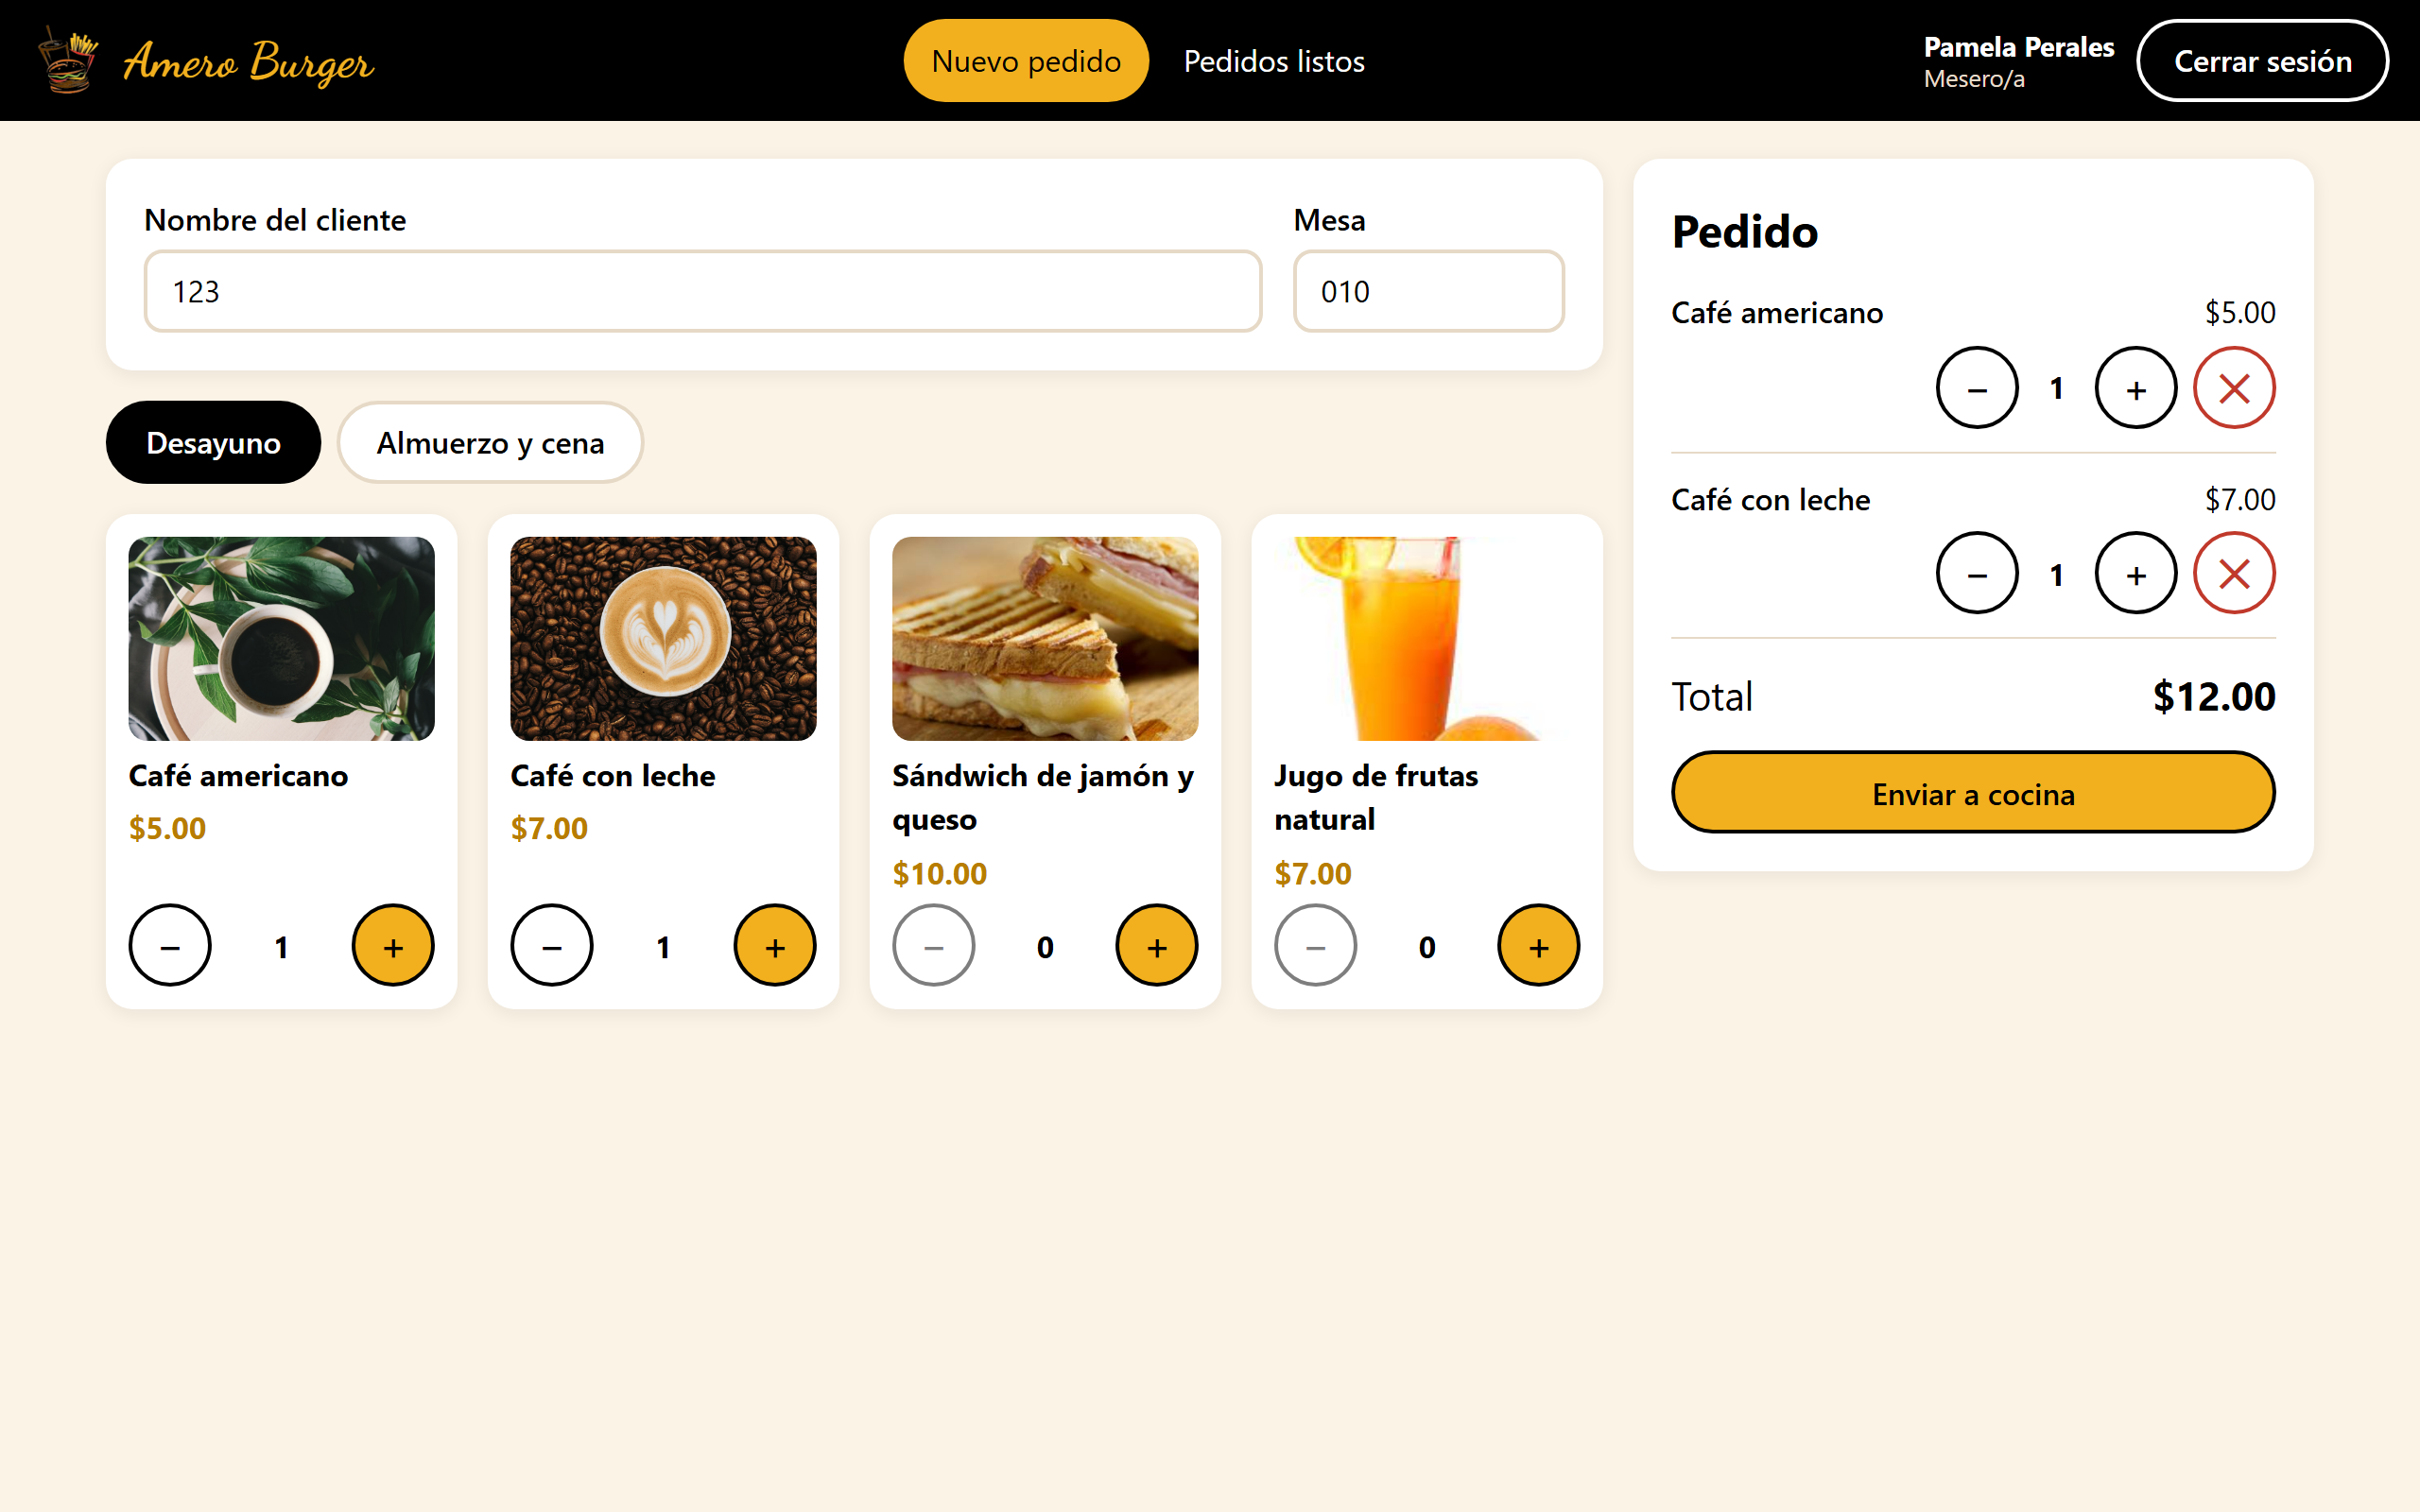 Amero Burger
Nuevo pedido
Pedidos listos
Pamela Perales
Mesero/a
Cerrar sesión
Nombre del cliente
123
Mesa
010
Desayuno
Almuerzo y cena
Café americano
$5.00
− 1 +
Café con leche
$7.00
− 1 +
Sándwich de jamón y
queso
$10.00
− 0 +
Jugo de frutas
natural
$7.00
− 0 +
Pedido
Café americano $5.00
− 1 + ×
Café con leche $7.00
− 1 + ×
Total $12.00
Enviar a cocina